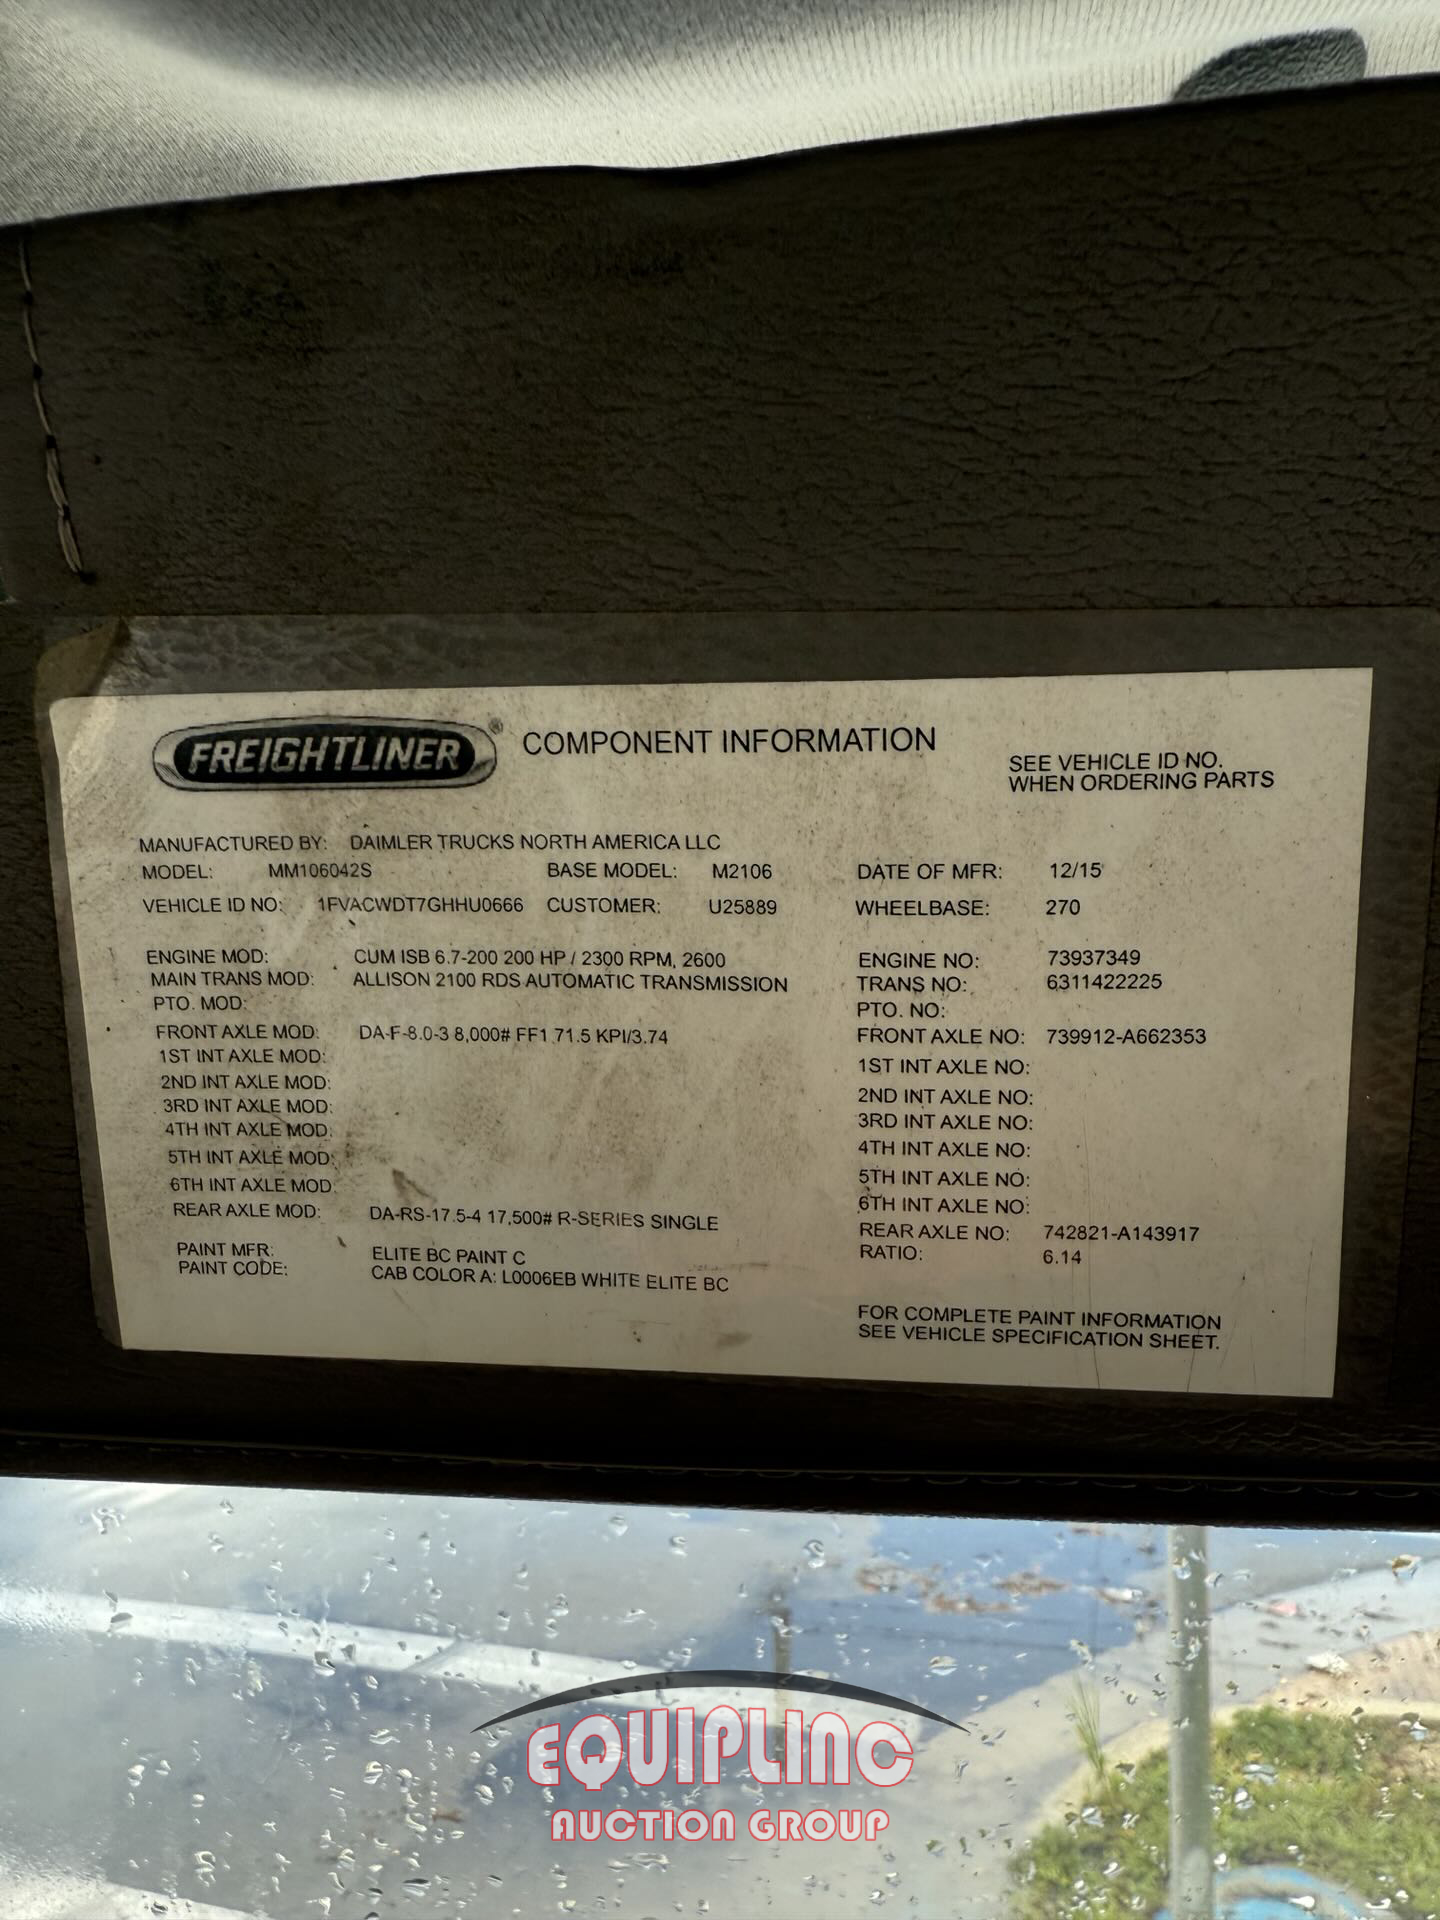 FREIGHTLINER® COMPONENT INFORMATION
SEE VEHICLE ID NO.
WHEN ORDERING PARTS
MANUFACTURED BY: DAIMLER TRUCKS NORTH AMERICA LLC
MODEL: MM106042S BASE MODEL: M2106 DATE OF MFR: 12/15
VEHICLE ID NO: 1FVACWDT7GHHU0666 CUSTOMER: U25889 WHEELBASE: 270
ENGINE MOD: CUM ISB 6.7-200 200 HP / 2300 RPM, 2600 ENGINE NO: 73937349
MAIN TRANS MOD: ALLISON 2100 RDS AUTOMATIC TRANSMISSION TRANS NO: 6311422225
PTO. MOD: PTO. NO:
FRONT AXLE MOD: DA-F-8.0-3 8,000# FF1 71.5 KPI/3.74 FRONT AXLE NO: 739912-A662353
1ST INT AXLE MOD: 1ST INT AXLE NO:
2ND INT AXLE MOD: 2ND INT AXLE NO:
3RD INT AXLE MOD: 3RD INT AXLE NO:
4TH INT AXLE MOD: 4TH INT AXLE NO:
5TH INT AXLE MOD: 5TH INT AXLE NO:
6TH INT AXLE MOD: 6TH INT AXLE NO:
REAR AXLE MOD: DA-RS-17.5-4 17,500# R-SERIES SINGLE REAR AXLE NO: 742821-A143917
PAINT MFR: ELITE BC PAINT C RATIO: 6.14
PAINT CODE: CAB COLOR A: L0006EB WHITE ELITE BC
FOR COMPLETE PAINT INFORMATION
SEE VEHICLE SPECIFICATION SHEET.
EQUIPLINC
AUCTION GROUP